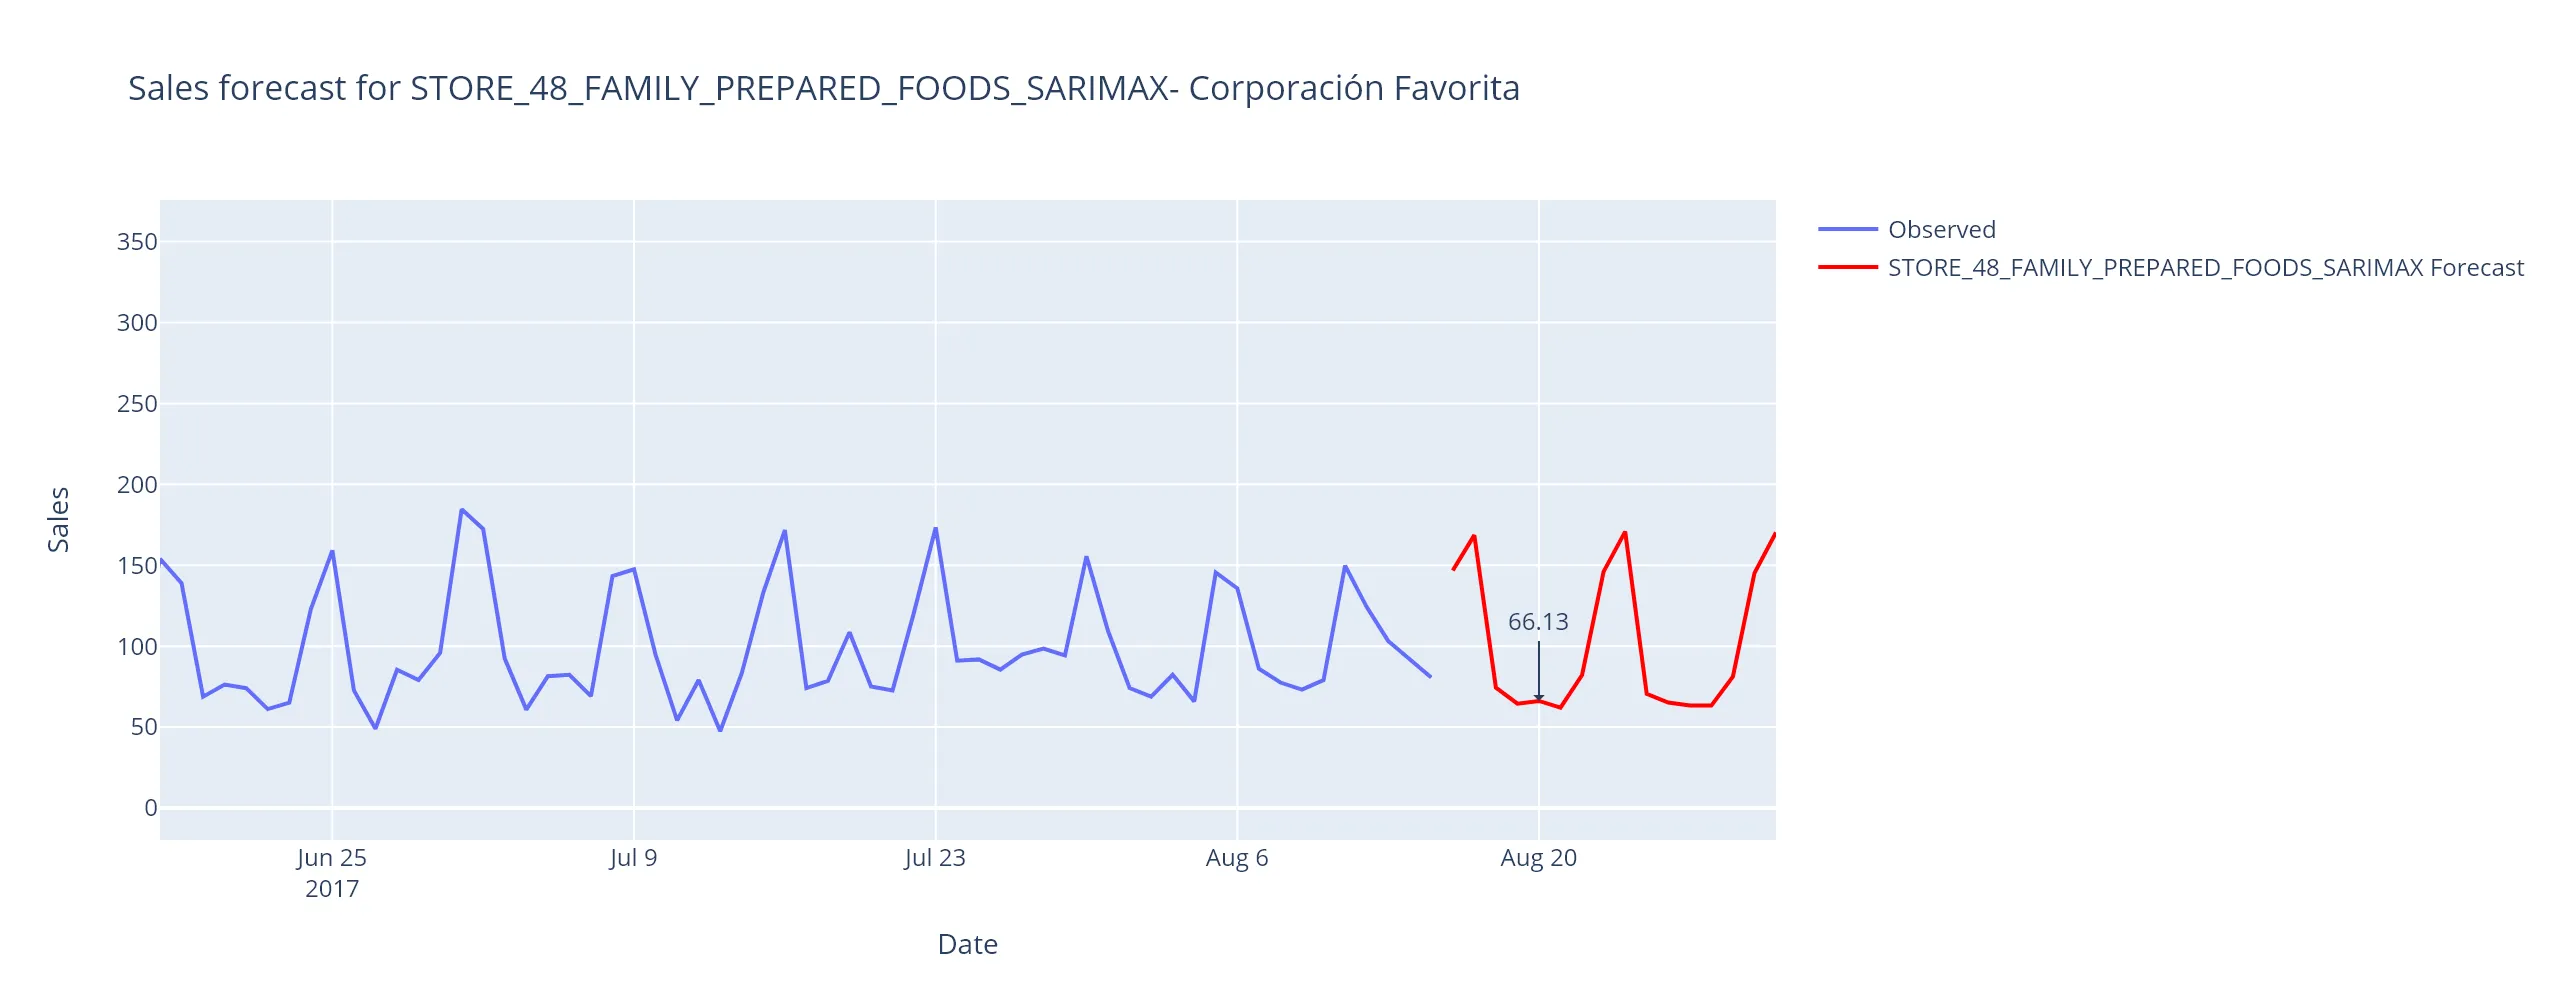 Sales forecast for STORE_48_FAMILY_PREPARED_FOODS_SARIMAX- Corporación Favorita
Observed
STORE_48_FAMILY_PREPARED_FOODS_SARIMAX Forecast
350
300
250
200
150
100
50
0
Sales
66.13
Jun 25
2017
Jul 9
Jul 23
Aug 6
Aug 20
Date